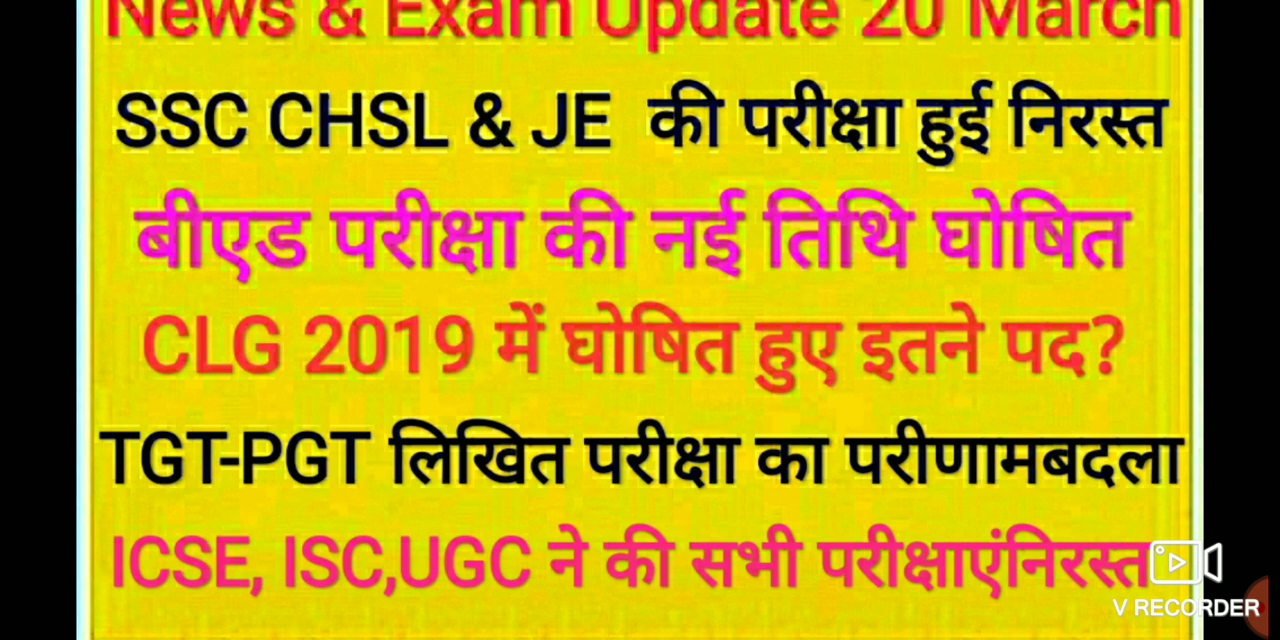 News & Exam Update 20 March
SSC CHSL & JE की परीक्षा हुई निरस्त
बीएड परीक्षा की नई तिथि घोषित
CLG 2019 में घोषित हुए इतने पद?
TGT-PGT लिखित परीक्षा का परीणामबदला
ICSE, ISC,UGC ने की सभी परीक्षाएंनिरस्त
V RECORDER